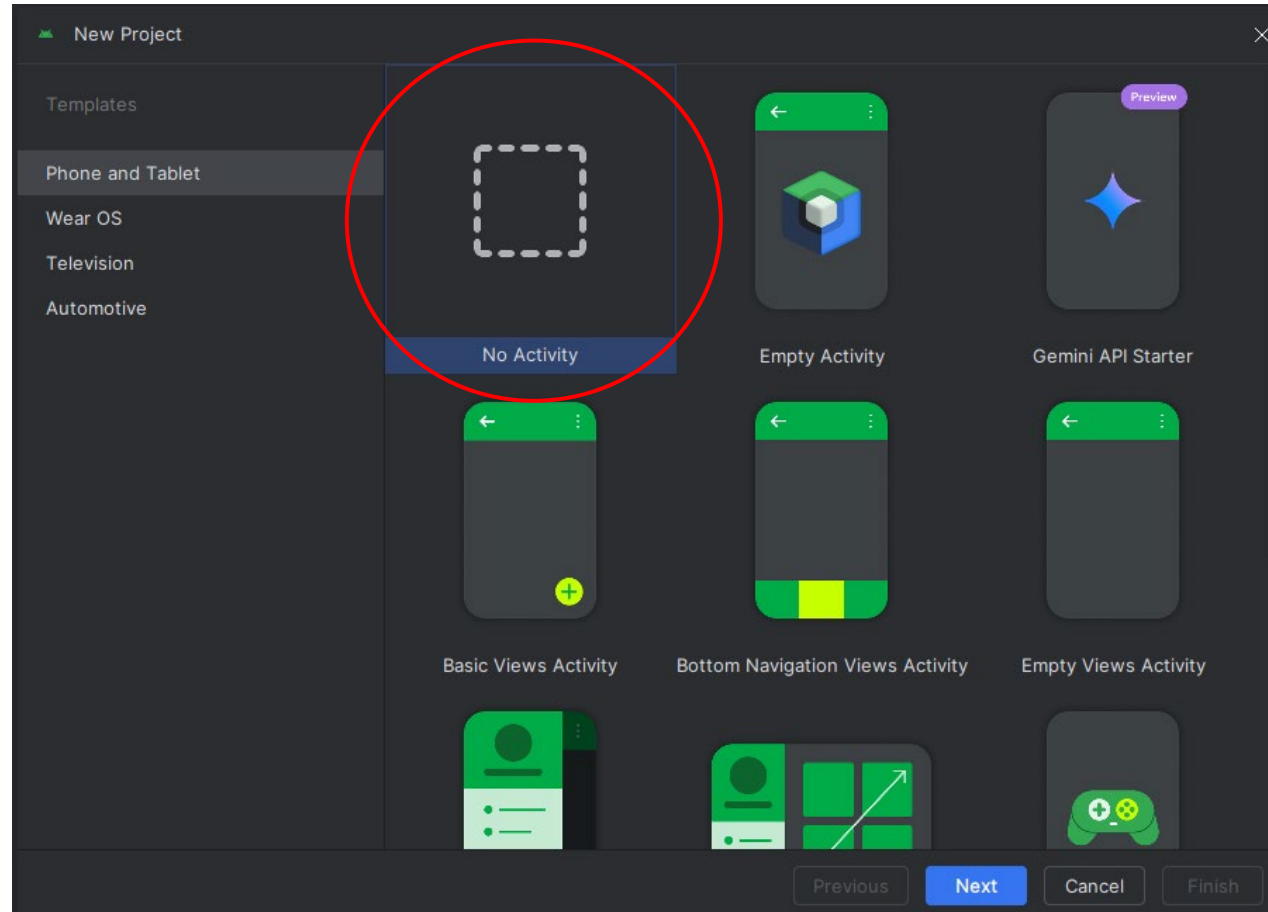 New Project
Templates
Phone and Tablet
Wear OS
Television
Automotive
No Activity
Empty Activity
Preview
Gemini API Starter
Basic Views Activity
Bottom Navigation Views Activity
Empty Views Activity
Previous
Next
Cancel
Finish